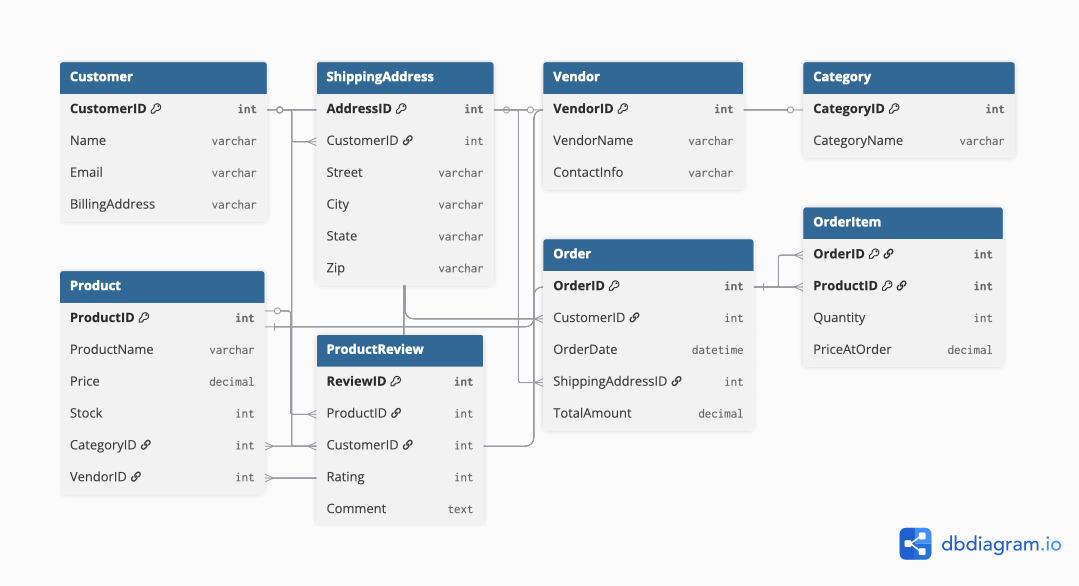 Customer
CustomerID int
Name varchar
Email varchar
BillingAddress varchar
ShippingAddress
AddressID int
CustomerID int
Street varchar
City varchar
State varchar
Zip varchar
Vendor
VendorID int
VendorName varchar
ContactInfo varchar
Category
CategoryID int
CategoryName varchar
Product
ProductID int
ProductName varchar
Price decimal
Stock int
CategoryID int
VendorID int
ProductReview
ReviewID int
ProductID int
CustomerID int
Rating int
Comment text
Order
OrderID int
CustomerID int
OrderDate datetime
ShippingAddressID int
TotalAmount decimal
OrderItem
OrderID int
ProductID int
Quantity int
PriceAtOrder decimal
dbdiagram.io